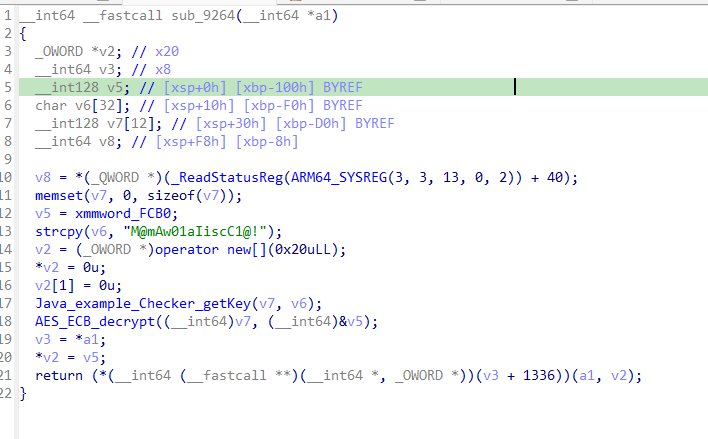 1 __int64 __fastcall sub_9264(__int64 *a1)
2 {
3 _OWORD *v2; // x20
4 __int64 v3; // x8
5 __int128 v5; // [xsp+0h] [xbp-100h] BYREF
6 char v6[32]; // [xsp+10h] [xbp-F0h] BYREF
7 __int128 v7[12]; // [xsp+30h] [xbp-D0h] BYREF
8 __int64 v8; // [xsp+F8h] [xbp-8h]
9
10 v8 = *(_QWORD *)(_ReadStatusReg(ARM64_SYSREG(3, 3, 13, 0, 2)) + 40);
11 memset(v7, 0, sizeof(v7));
12 v5 = xmmword_FCB0;
13 strcpy(v6, "M@mAw01aIiscC1@!");
14 v2 = (_OWORD *)operator new[](0x20uLL);
15 *v2 = 0u;
16 v2[1] = 0u;
17 Java_example_Checker_getKey(v7, v6);
18 AES_ECB_decrypt((__int64)v7, (__int64)&v5);
19 v3 = *a1;
20 *v2 = v5;
21 return (*(__int64 (__fastcall **)(__int64 *, _OWORD *))(v3 + 1336))(a1, v2);
22 }